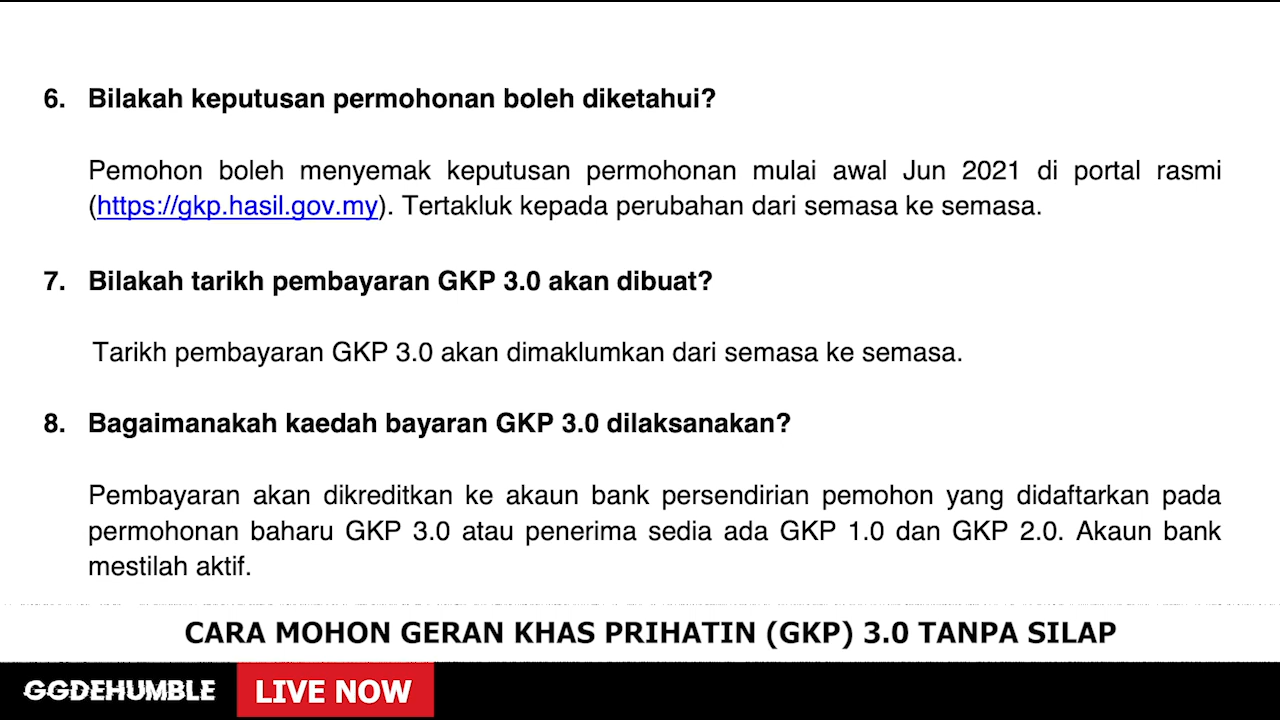 6. Bilakah keputusan permohonan boleh diketahui?
Pemohon boleh menyemak keputusan permohonan mulai awal Jun 2021 di portal rasmi
(https://gkp.hasil.gov.my). Tertakluk kepada perubahan dari semasa ke semasa.
7. Bilakah tarikh pembayaran GKP 3.0 akan dibuat?
Tarikh pembayaran GKP 3.0 akan dimaklumkan dari semasa ke semasa.
8. Bagaimanakah kaedah bayaran GKP 3.0 dilaksanakan?
Pembayaran akan dikreditkan ke akaun bank persendirian pemohon yang didaftarkan pada
permohonan baharu GKP 3.0 atau penerima sedia ada GKP 1.0 dan GKP 2.0. Akaun bank
mestilah aktif.
CARA MOHON GERAN KHAS PRIHATIN (GKP) 3.0 TANPA SILAP
GGDEHUMBLE LIVE NOW